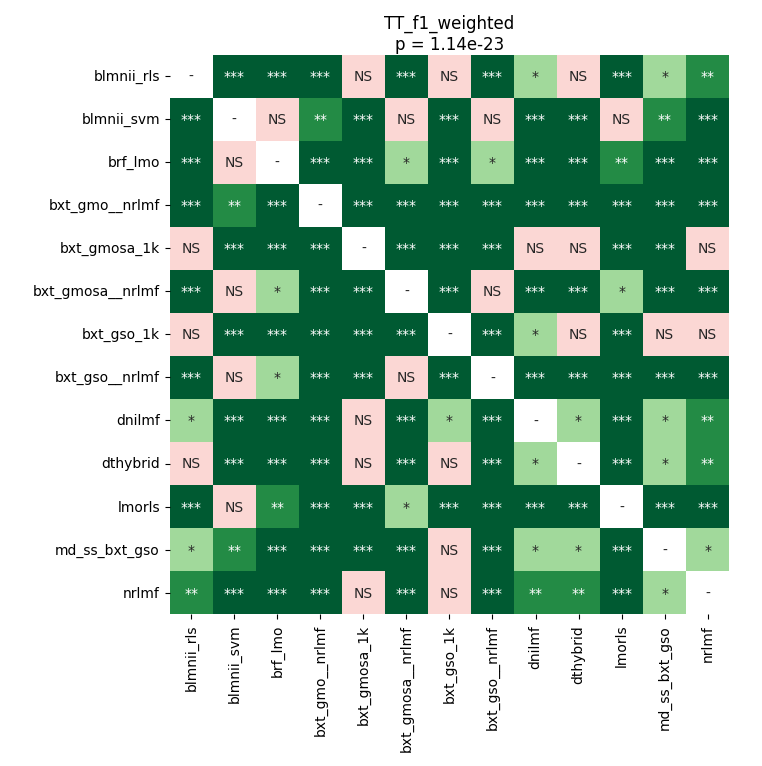 TT_f1_weighted
p = 1.14e-23
blmnii_rls - *** *** *** NS *** NS *** * NS *** * **
blmnii_svm *** - NS ** *** NS *** NS *** *** NS ** ***
brf_lmo *** NS - *** *** * *** * *** *** ** *** ***
bxt_gmo__nrlmf *** ** *** - *** *** *** *** *** *** *** *** ***
bxt_gmosa_1k NS *** *** *** - *** *** *** NS NS *** *** NS
bxt_gmosa__nrlmf *** NS * *** *** - *** NS *** *** * *** ***
bxt_gso_1k NS *** *** *** *** *** - *** * NS *** NS NS
bxt_gso__nrlmf *** NS * *** *** NS *** - *** *** *** *** ***
dnilmf * *** *** *** NS *** * *** - * *** * **
dthybrid NS *** *** *** NS *** NS *** * - *** * **
lmorls *** NS ** *** *** * *** *** *** *** - *** ***
md_ss_bxt_gso * ** *** *** *** *** NS *** * * *** - *
nrlmf ** *** *** *** NS *** NS *** ** ** *** * -
blmnii_rls blmnii_svm brf_lmo bxt_gmo__nrlmf bxt_gmosa_1k bxt_gmosa__nrlmf bxt_gso_1k bxt_gso__nrlmf dnilmf dthybrid lmorls md_ss_bxt_gso nrlmf